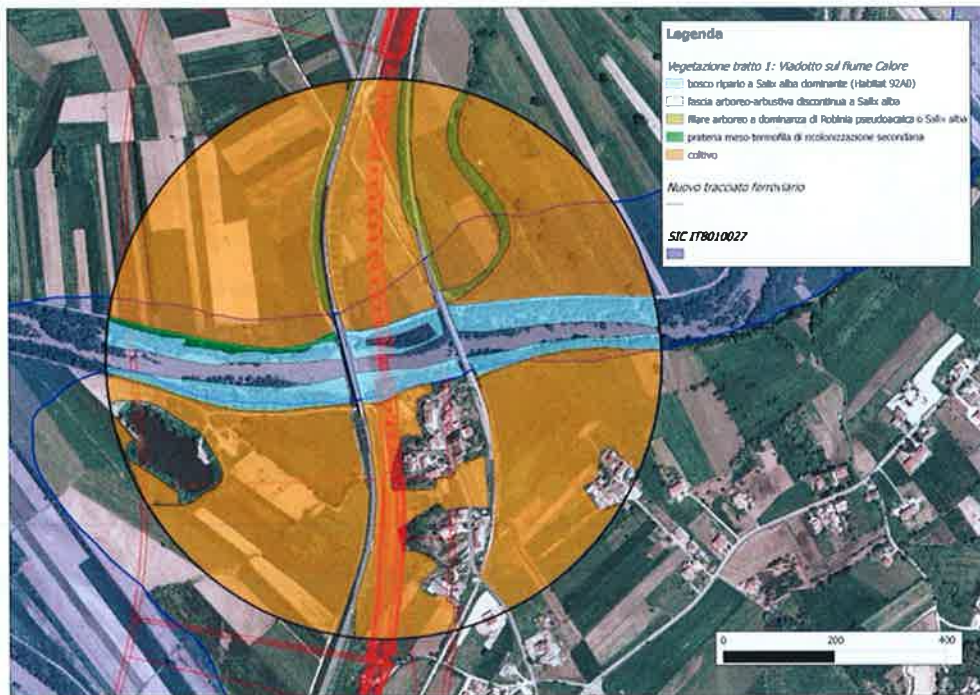 Legenda
Vegetazione tratto 1: Viadotto sul fiume Calore
bosco ripario a Salix alba dominante (Habitat 92A0)
fascia arboreo-arbustiva discontinua a Salix alba
filare arboreo a dominanza di Robinia pseudoacacia o Salix alba
prateria meso-termofila di ricolonizzazione secondaria
coltivo
Nuovo tracciato ferroviario
SIC IT8010027
0 200 400